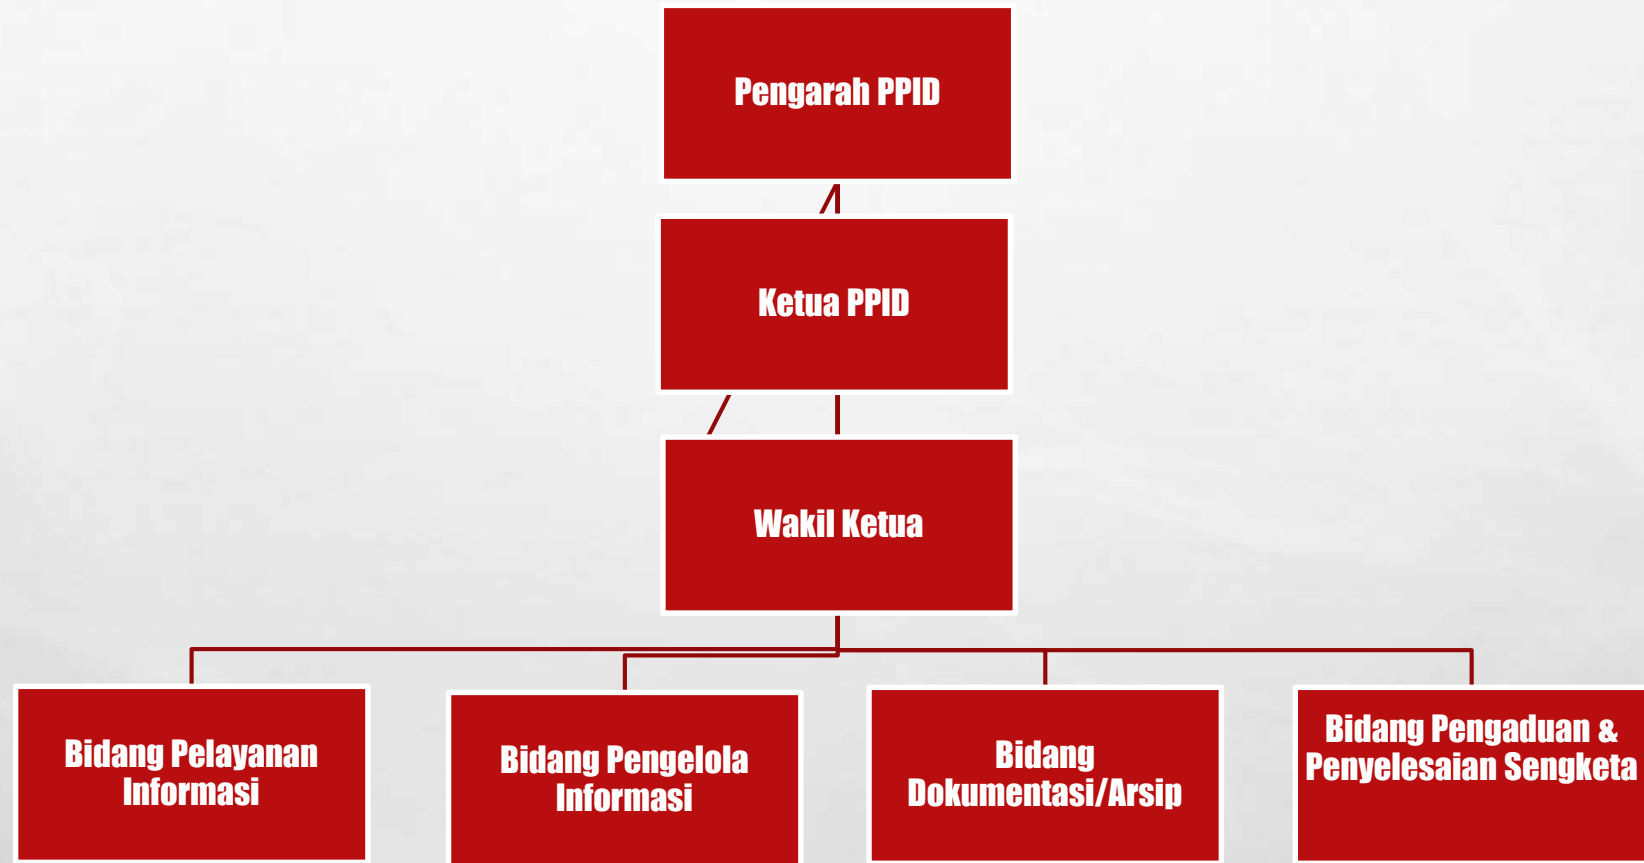 Pengarah PPID
Ketua PPID
Wakil Ketua
Bidang Pelayanan
Informasi
Bidang Pengelola
Informasi
Bidang
Dokumentasi/Arsip
Bidang Pengaduan &
Penyelesaian Sengketa